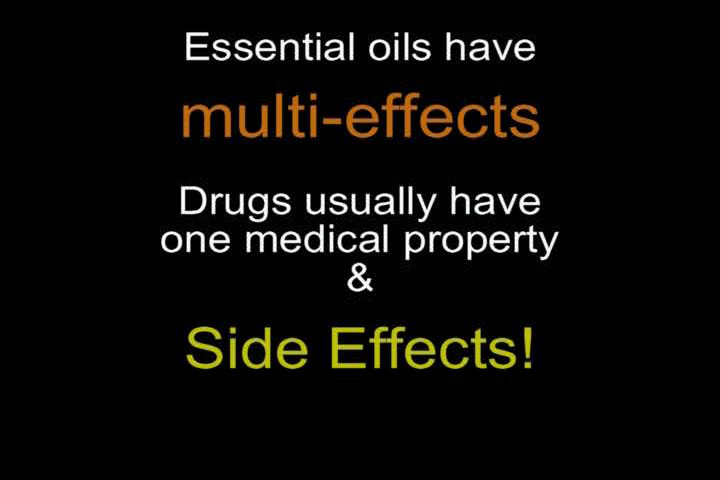 Essential oils have
multi-effects
Drugs usually have
one medical property
&
Side Effects!